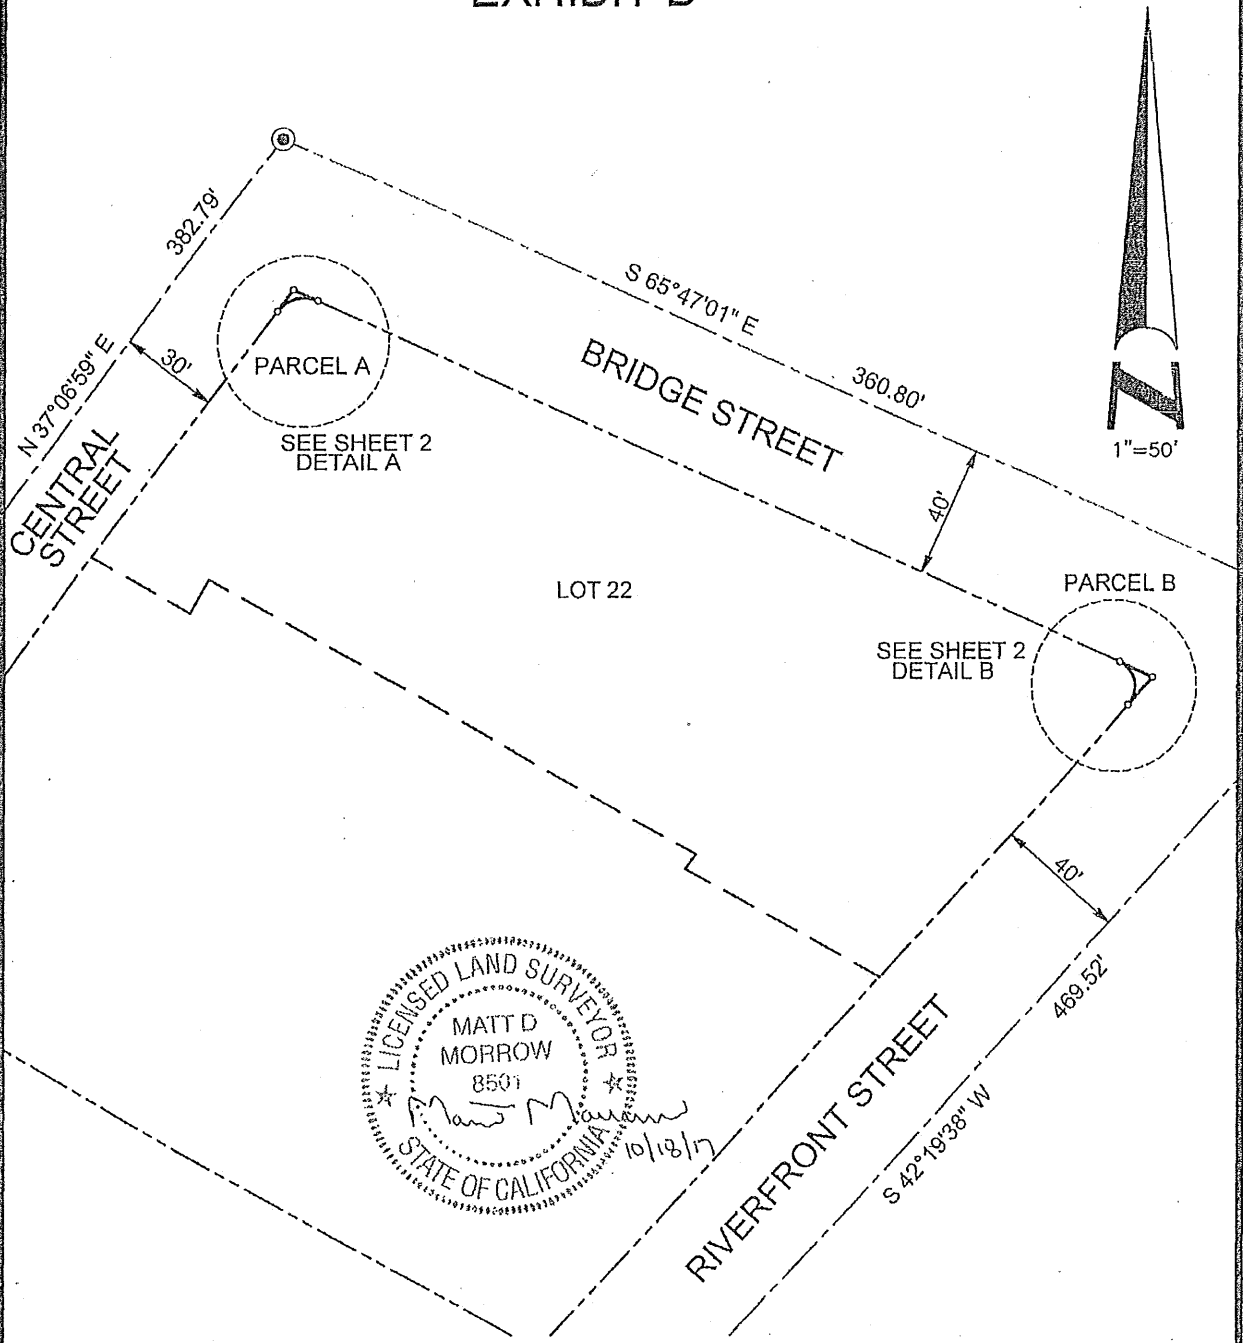 EXHIBIT B
382.79'
N 37°06'59" E
30'
CENTRAL
STREET
PARCEL A
SEE SHEET 2
DETAIL A
S 65°47'01" E
360.80'
BRIDGE STREET
40'
1"=50'
LOT 22
PARCEL B
SEE SHEET 2
DETAIL B
40'
469.52'
S 42°19'38" W
RIVERFRONT STREET
LICENSED LAND SURVEYOR
MATT D
MORROW
8501
STATE OF CALIFORNIA
10/18/17